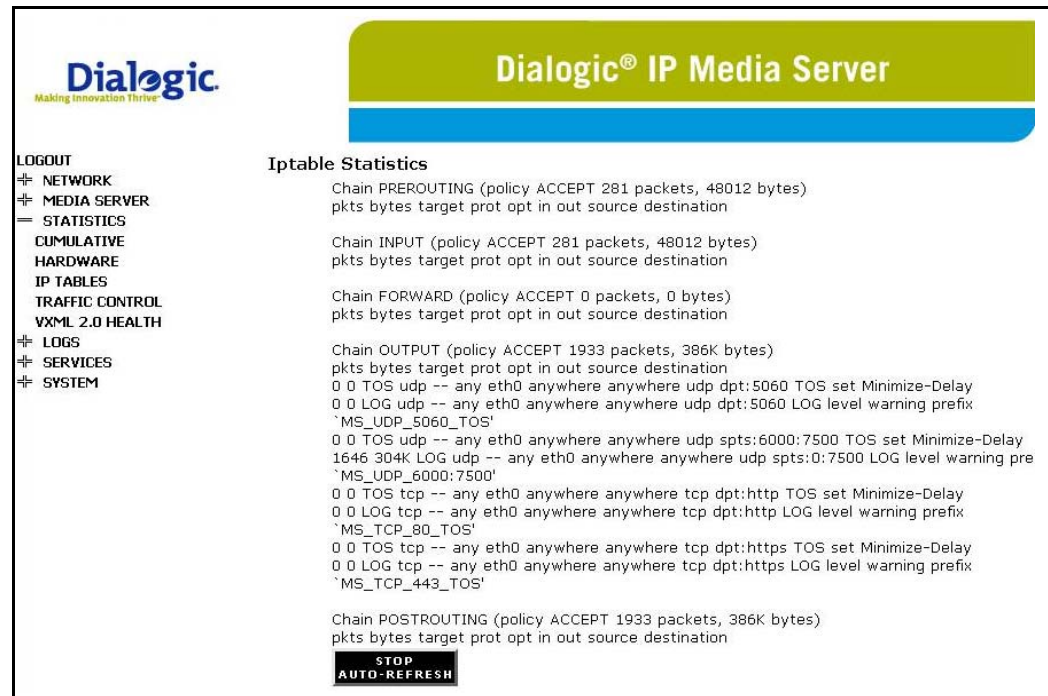 Dialogic.
Making Innovation Thrive™
Dialogic® IP Media Server
LOGOUT
NETWORK
MEDIA SERVER
STATISTICS
CUMULATIVE
HARDWARE
IP TABLES
TRAFFIC CONTROL
VXML 2.0 HEALTH
LOGS
SERVICES
SYSTEM
Iptable Statistics
Chain PREROUTING (policy ACCEPT 281 packets, 48012 bytes)
pkts bytes target prot opt in out source destination
Chain INPUT (policy ACCEPT 281 packets, 48012 bytes)
pkts bytes target prot opt in out source destination
Chain FORWARD (policy ACCEPT 0 packets, 0 bytes)
pkts bytes target prot opt in out source destination
Chain OUTPUT (policy ACCEPT 1933 packets, 386K bytes)
pkts bytes target prot opt in out source destination
0 0 TOS udp -- any eth0 anywhere anywhere udp dpt:5060 TOS set Minimize-Delay
0 0 LOG udp -- any eth0 anywhere anywhere udp dpt:5060 LOG level warning prefix
`MS_UDP_5060_TOS'
0 0 TOS udp -- any eth0 anywhere anywhere udp spts:6000:7500 TOS set Minimize-Delay
1646 304K LOG udp -- any eth0 anywhere anywhere udp spts:0:7500 LOG level warning pre
`MS_UDP_6000:7500'
0 0 TOS tcp -- any eth0 anywhere anywhere tcp dpt:http TOS set Minimize-Delay
0 0 LOG tcp -- any eth0 anywhere anywhere tcp dpt:http LOG level warning prefix
`MS_TCP_80_TOS'
0 0 TOS tcp -- any eth0 anywhere anywhere tcp dpt:https TOS set Minimize-Delay
0 0 LOG tcp -- any eth0 anywhere anywhere tcp dpt:https LOG level warning prefix
`MS_TCP_443_TOS'
Chain POSTROUTING (policy ACCEPT 1933 packets, 386K bytes)
pkts bytes target prot opt in out source destination
STOP
AUTO-REFRESH